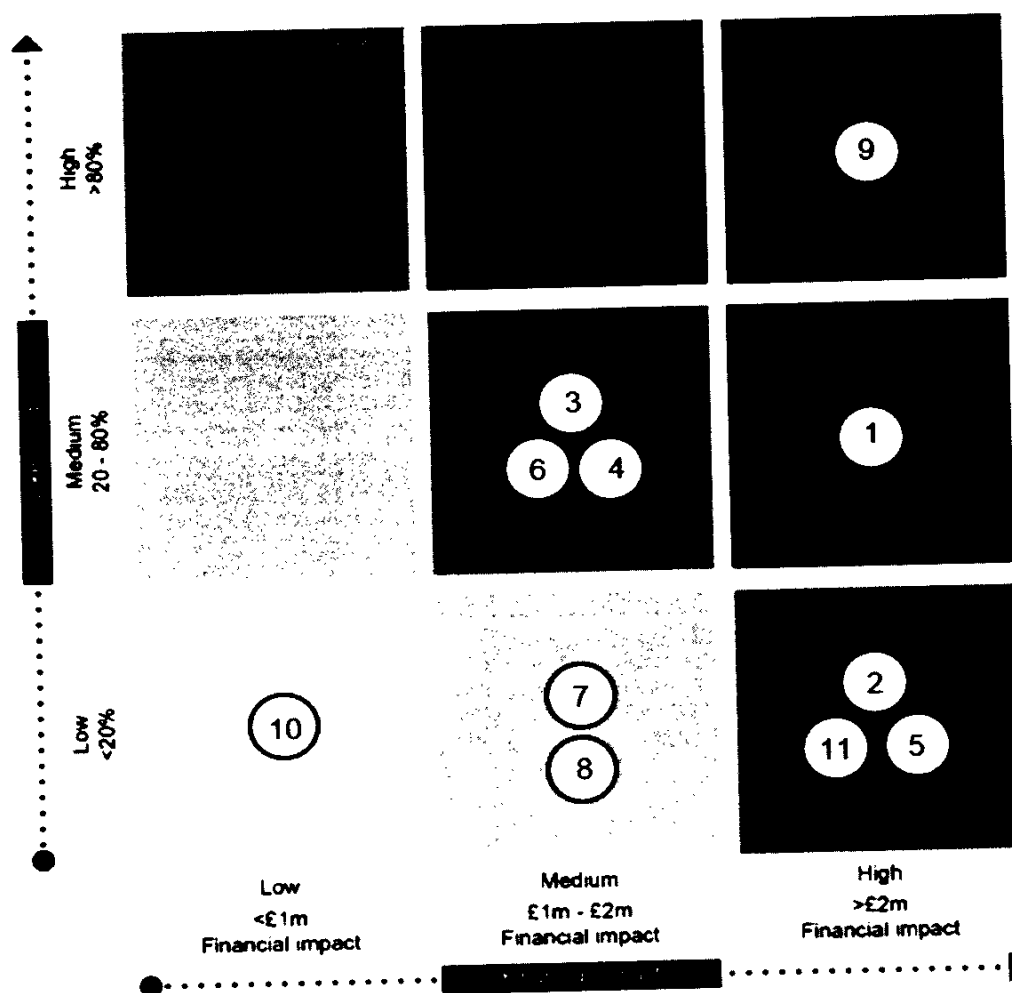 High
>80%
9
Medium
20 - 80%
3
6
4
1
Low
<20%
10
7
8
2
11
5
Low
<£1m
Financial impact
Medium
£1m - £2m
Financial impact
High
>£2m
Financial impact